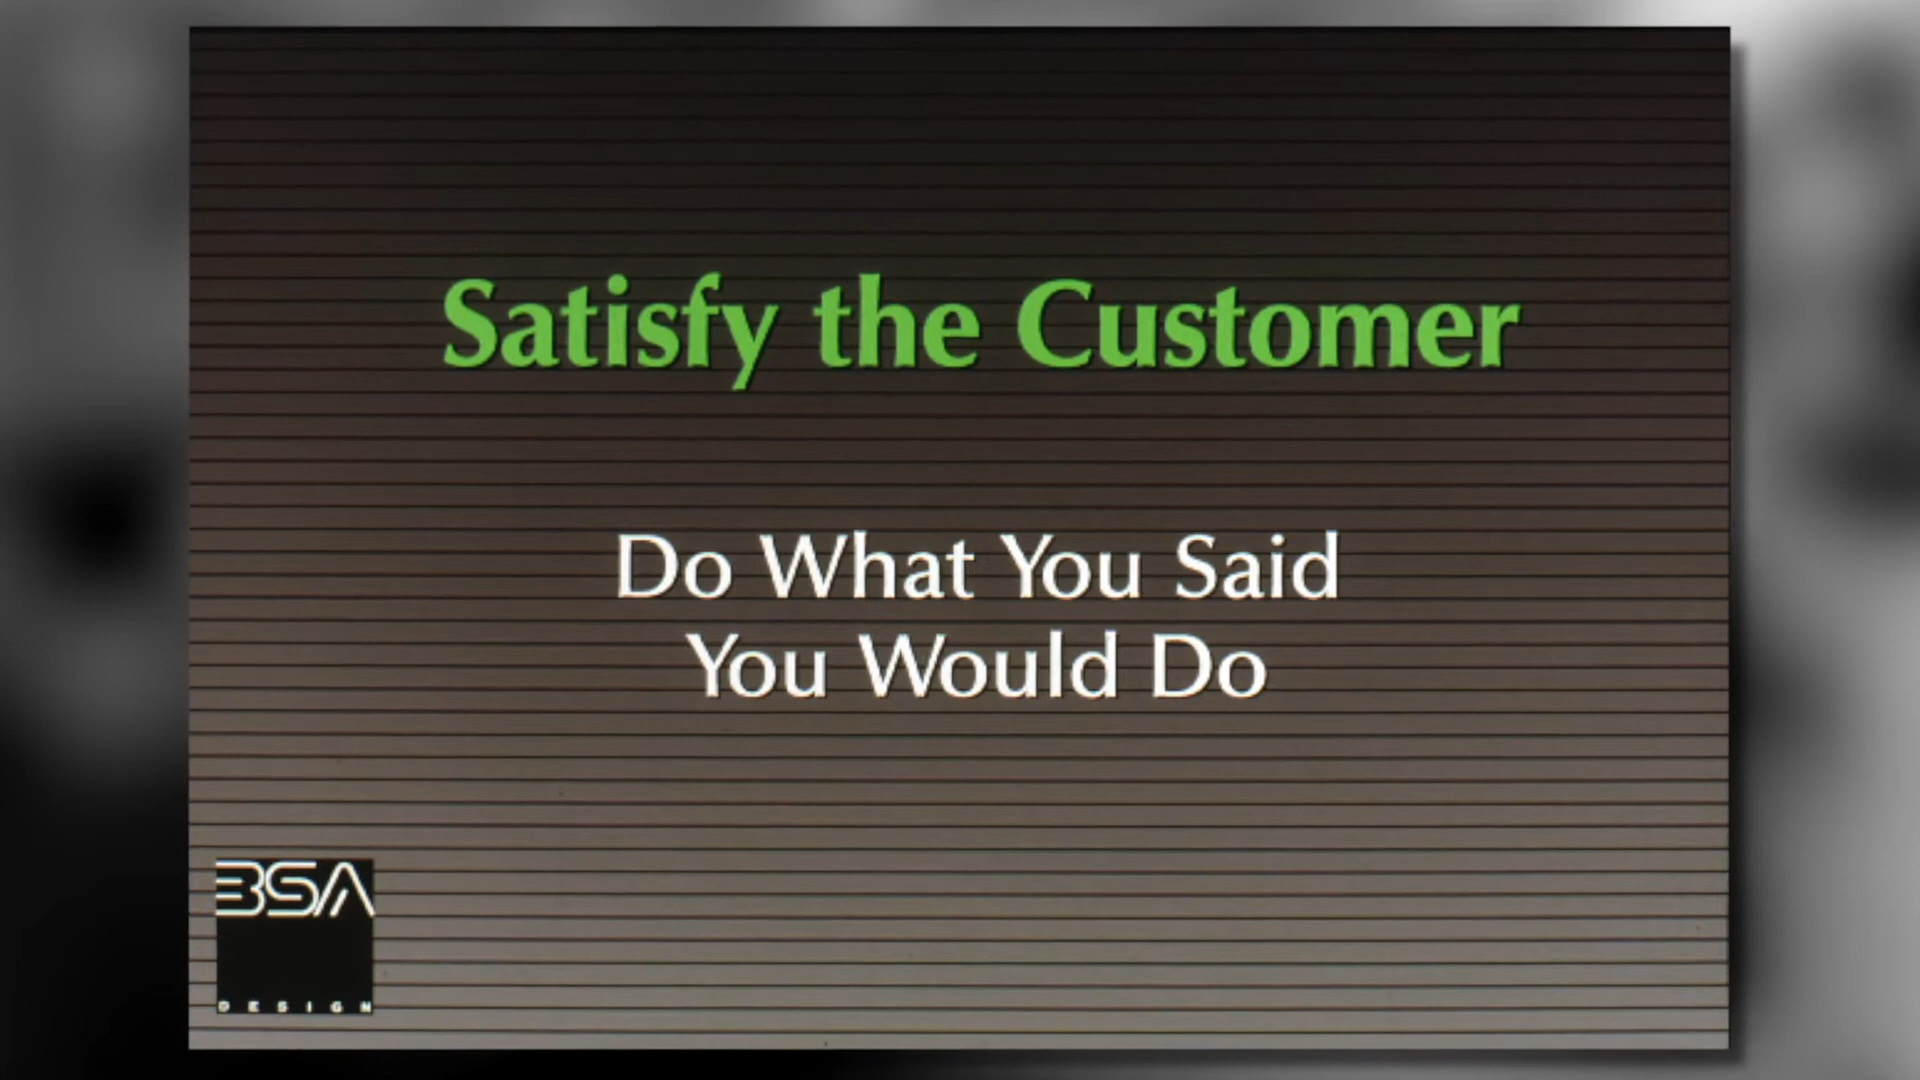 Satisfy the Customer
Do What You Said
You Would Do
BSA
DESIGN